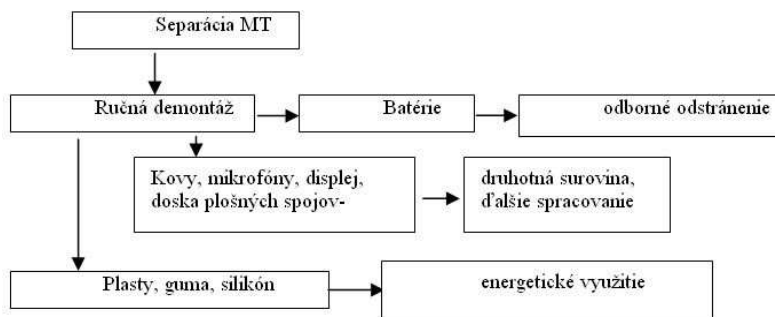 Separácia MT
Ručná demontáž
Batérie
odborné odstránenie
Kovy, mikrofóny, displej,
doska plošných spojov-
druhotná surovina,
ďalšie spracovanie
Plasty, guma, silikón
energetické využitie